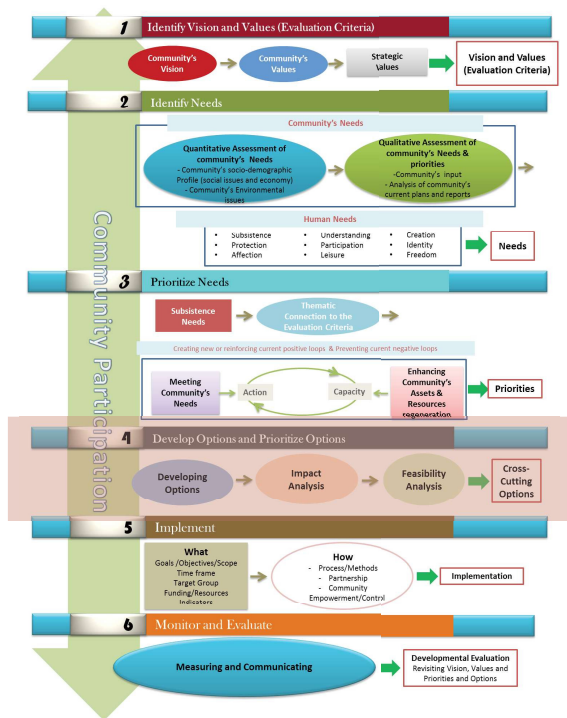 Community Participation
1 Identify Vision and Values (Evaluation Criteria)
Community's
Vision
Community's
Values
Strategic
Values
Vision and Values
(Evaluation Criteria)
2 Identify Needs
Community's Needs
Quantitative Assessment of
community's Needs
- Community's socio-demographic
Profile (social issues and economy)
- Community's Environmental
issues
Qualitative Assessment of
community's Needs &
priorities
-Community's input
- Analysis of community's
current plans and reports
Human Needs
• Subsistence
• Protection
• Affection
• Understanding
• Participation
• Leisure
• Creation
• Identity
• Freedom
Needs
3 Prioritize Needs
Subsistence
Needs
Thematic
Connection to the
Evaluation Criteria
Creating new or reinforcing current positive loops & Preventing curent negative loops
Meeting
Community's
Needs
Action
Capacity
Enhancing
Community's
Assets &
Resources
regeneration
Priorities
4 Develop Options and Prioritize Options
Developing
Options
Impact
Analysis
Feasibility
Analysis
Cross-
Cutting
Options
5 Implement
What
Goals /Objectives/Scope
Time frame
Target Group
Funding/Resources
Indicators
How
- Process/Methods
- Partnership
- Community
Empowerment/Control
Implementation
6 Monitor and Evaluate
Measuring and Communicating
Developmental Evaluation
Revisiting Vision, Values and
Priorities and Options